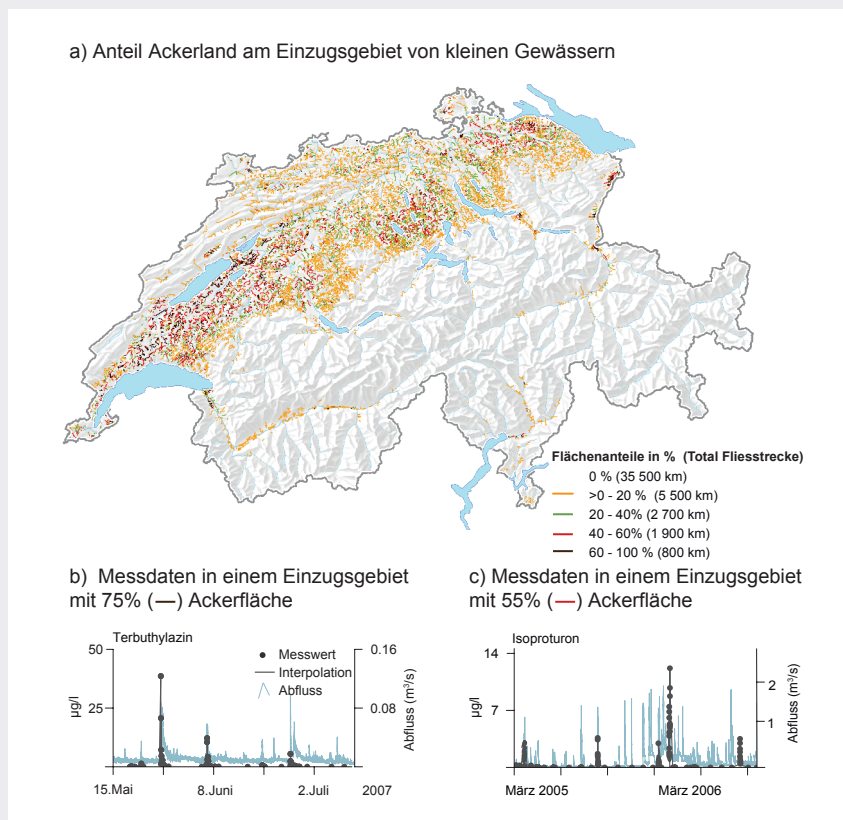 a) Anteil Ackerland am Einzugsgebiet von kleinen Gewässern
Flächenanteile in % (Total Fliesstrecke)
0 % (35 500 km)
>0 - 20 % (5 500 km)
20 - 40% (2 700 km)
40 - 60% (1 900 km)
60 - 100 % (800 km)
b) Messdaten in einem Einzugsgebiet
mit 75% (—) Ackerfläche
Terbuthylazin
50
25
µg/l
Messwert
Interpolation
Abfluss
0.16
0.08
Abfluss (m³/s)
15.Mai
8.Juni
2.Juli
2007
c) Messdaten in einem Einzugsgebiet
mit 55% (—) Ackerfläche
Isoproturon
14
7
µg/l
2
1
Abfluss (m³/s)
März 2005
März 2006